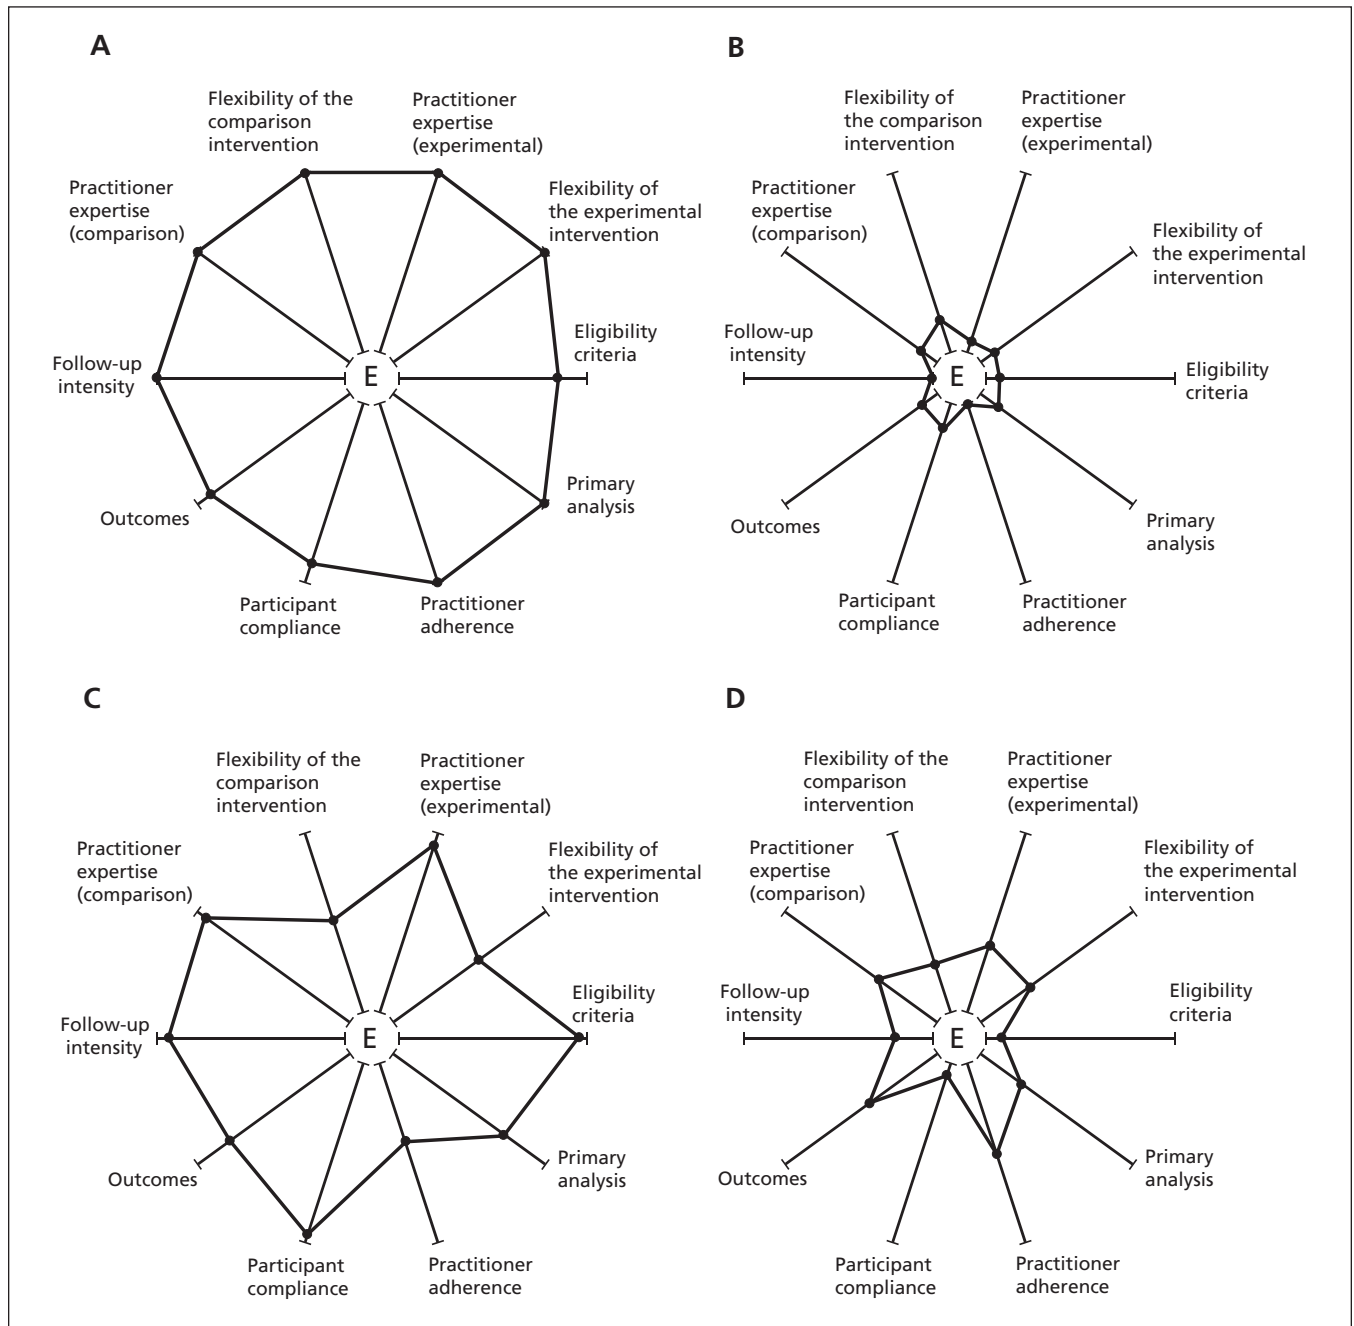 A
Flexibility of the
comparison
intervention
Practitioner
expertise
(experimental)
Practitioner
expertise
(comparison)
Flexibility of
the experimental
intervention
Follow-up
intensity
E
Eligibility
criteria
Outcomes
Primary
analysis
Participant
compliance
Practitioner
adherence
B
Flexibility of
the comparison
intervention
Practitioner
expertise
(experimental)
Practitioner
expertise
(comparison)
Flexibility of
the experimental
intervention
Follow-up
intensity
E
Eligibility
criteria
Outcomes
Primary
analysis
Participant
compliance
Practitioner
adherence
C
Flexibility of the
comparison
intervention
Practitioner
expertise
(experimental)
Practitioner
expertise
(comparison)
Flexibility of
the experimental
intervention
Follow-up
intensity
E
Eligibility
criteria
Outcomes
Primary
analysis
Participant
compliance
Practitioner
adherence
D
Flexibility of the
comparison
intervention
Practitioner
expertise
(experimental)
Practitioner
expertise
(comparison)
Flexibility of
the experimental
intervention
Follow-up
intensity
E
Eligibility
criteria
Outcomes
Primary
analysis
Participant
compliance
Practitioner
adherence